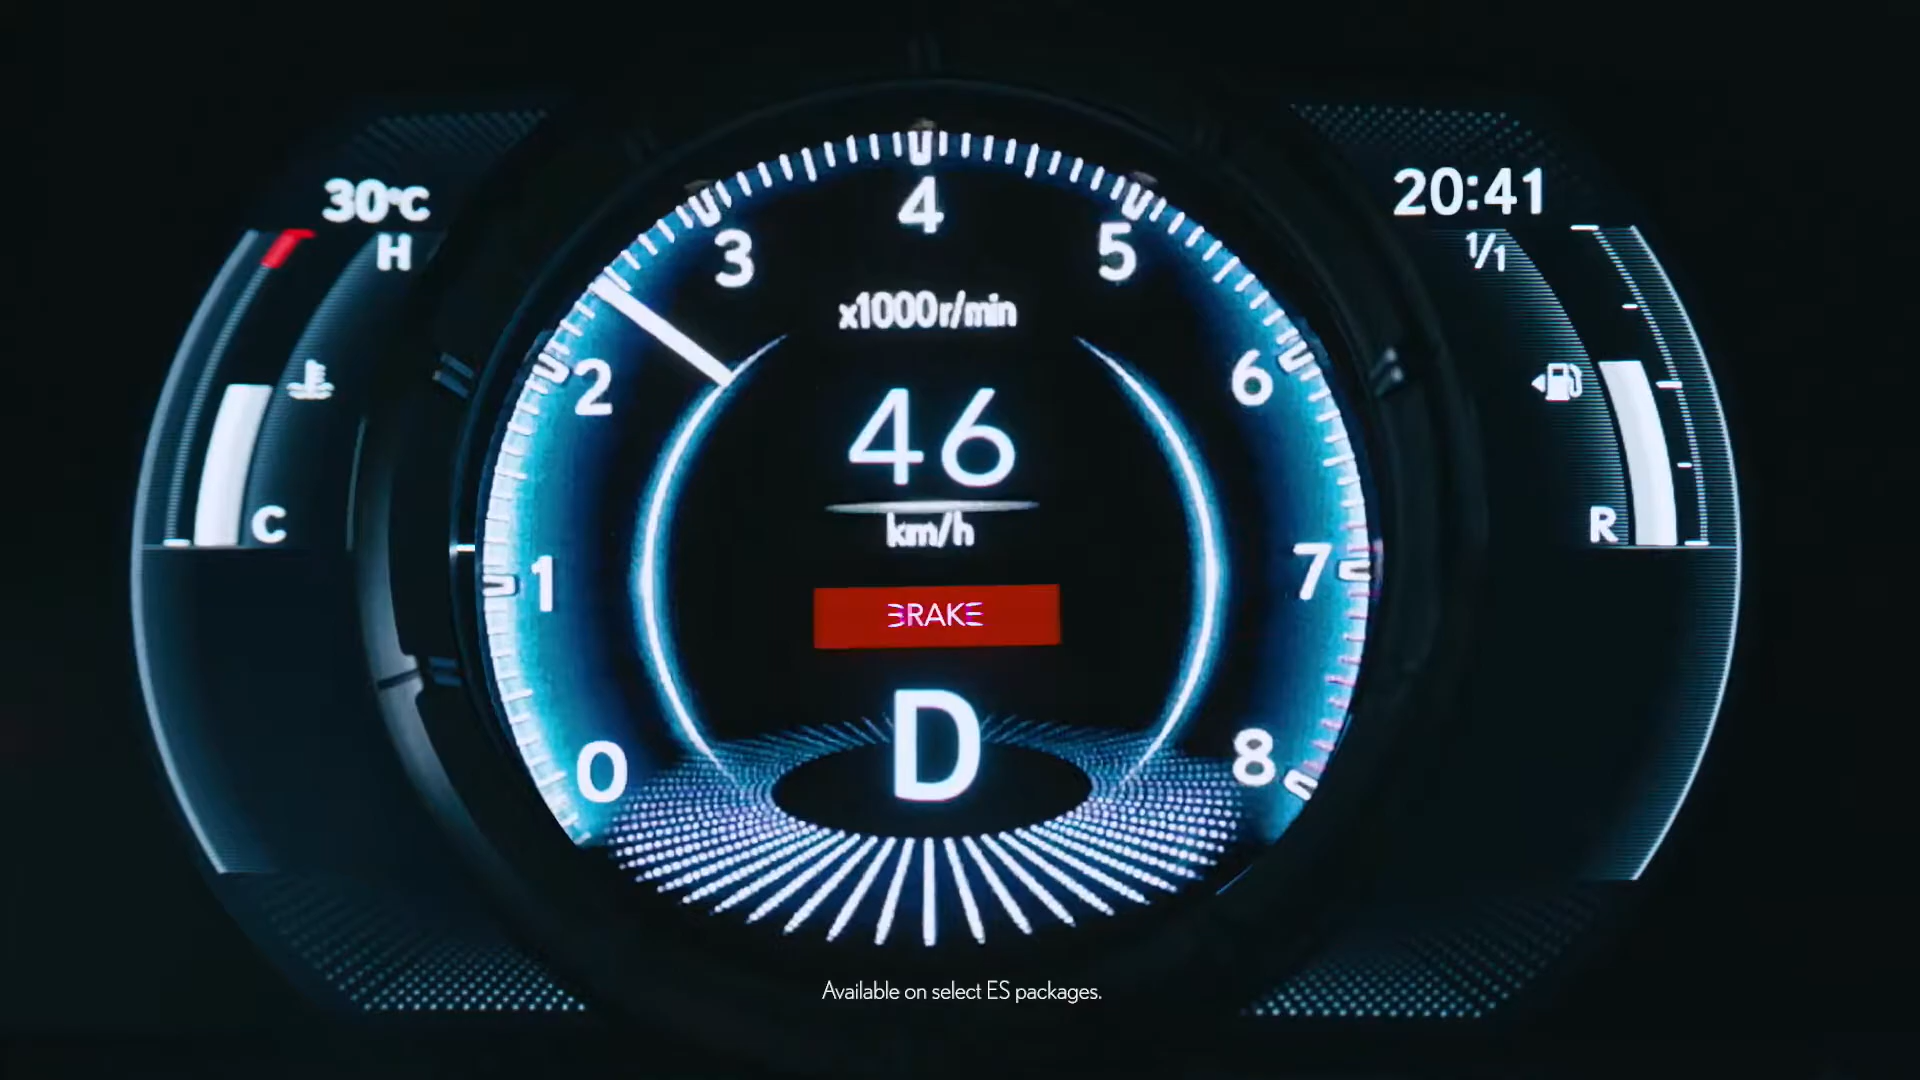 30°C
H
C
20:41
1/1
R
0
1
2
3
4
5
6
7
8
x1000r/min
46
km/h
BRAKE
D
Available on select ES packages.